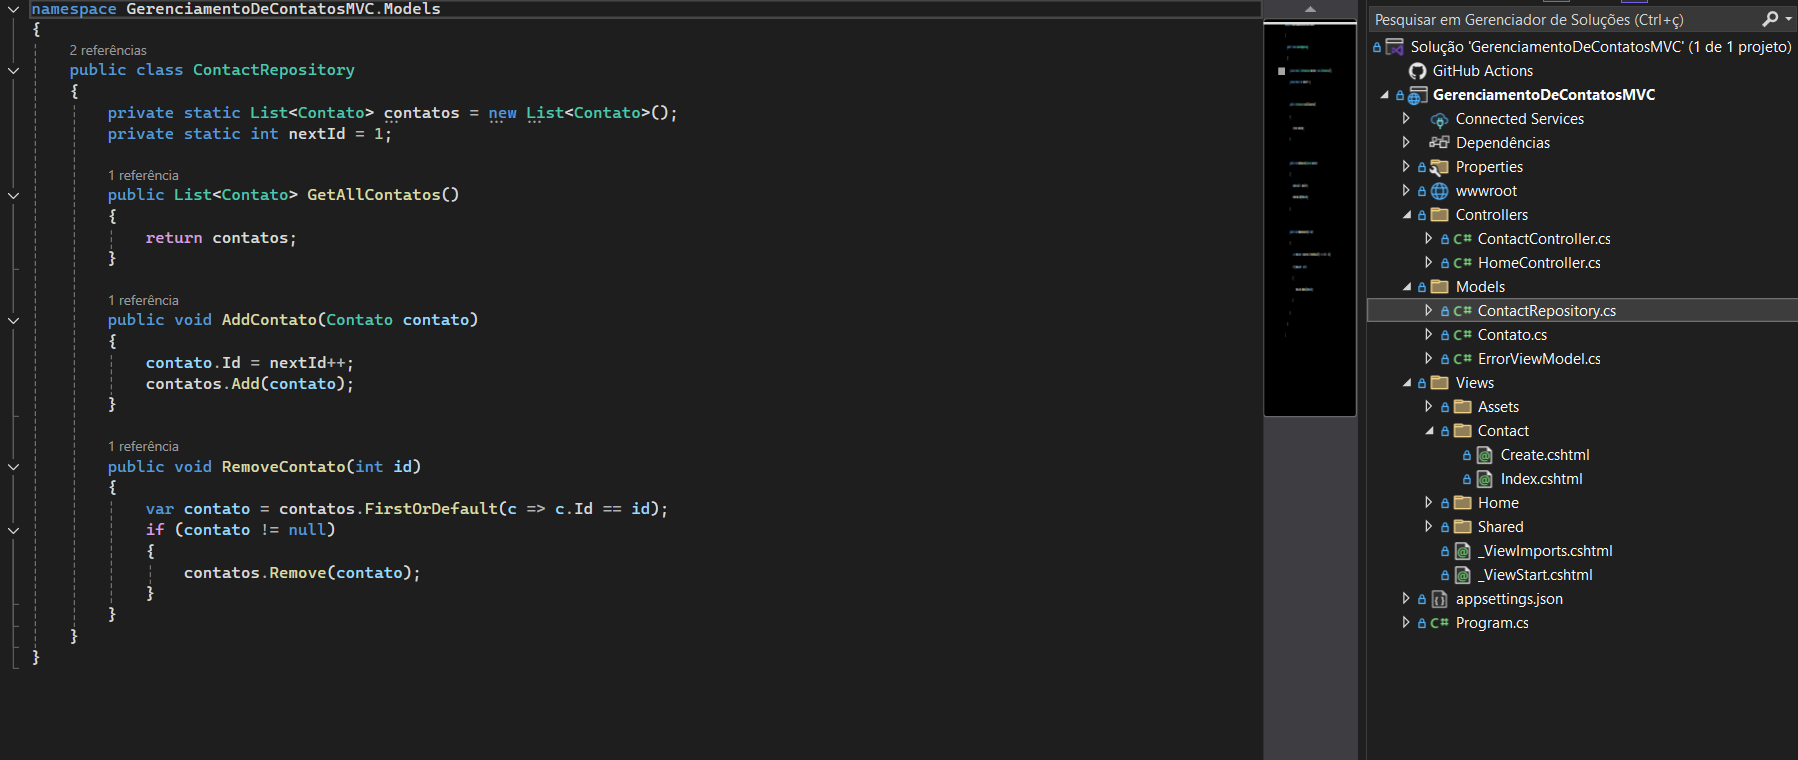 namespace GerenciamentoDeContatosMVC.Models
{
2 referências
public class ContactRepository
{
private static List<Contato> contatos = new List<Contato>();
private static int nextId = 1;
1 referência
public List<Contato> GetAllContatos()
{
return contatos;
}
1 referência
public void AddContato(Contato contato)
{
contato.Id = nextId++;
contatos.Add(contato);
}
1 referência
public void RemoveContato(int id)
{
var contato = contatos.FirstOrDefault(c => c.Id == id);
if (contato != null)
{
contatos.Remove(contato);
}
}
}
}
Pesquisar em Gerenciador de Soluções (Ctrl+ç)
Solução 'GerenciamentoDeContatosMVC' (1 de 1 projeto)
GitHub Actions
GerenciamentoDeContatosMVC
Connected Services
Dependências
Properties
wwwroot
Controllers
C# ContactController.cs
C# HomeController.cs
Models
C# ContactRepository.cs
C# Contato.cs
C# ErrorViewModel.cs
Views
Assets
Contact
Create.cshtml
Index.cshtml
Home
Shared
_ViewImports.cshtml
_ViewStart.cshtml
appsettings.json
C# Program.cs